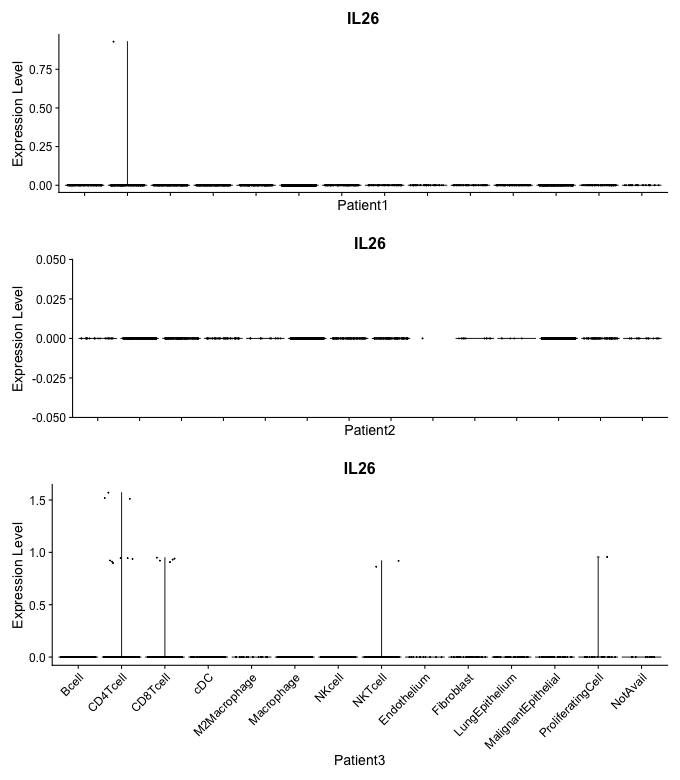 IL26
Expression Level
0.75
0.50
0.25
0.00
Patient1
IL26
Expression Level
0.050
0.025
0.000
-0.025
-0.050
Patient2
IL26
Expression Level
1.5
1.0
0.5
0.0
Bcell
CD4Tcell
CD8Tcell
cDC
M2Macrophage
Macrophage
NKcell
NKTcell
Endothelium
Fibroblast
LungEpithelium
MalignantEpithelial
ProliferatingCell
NotAvail
Patient3